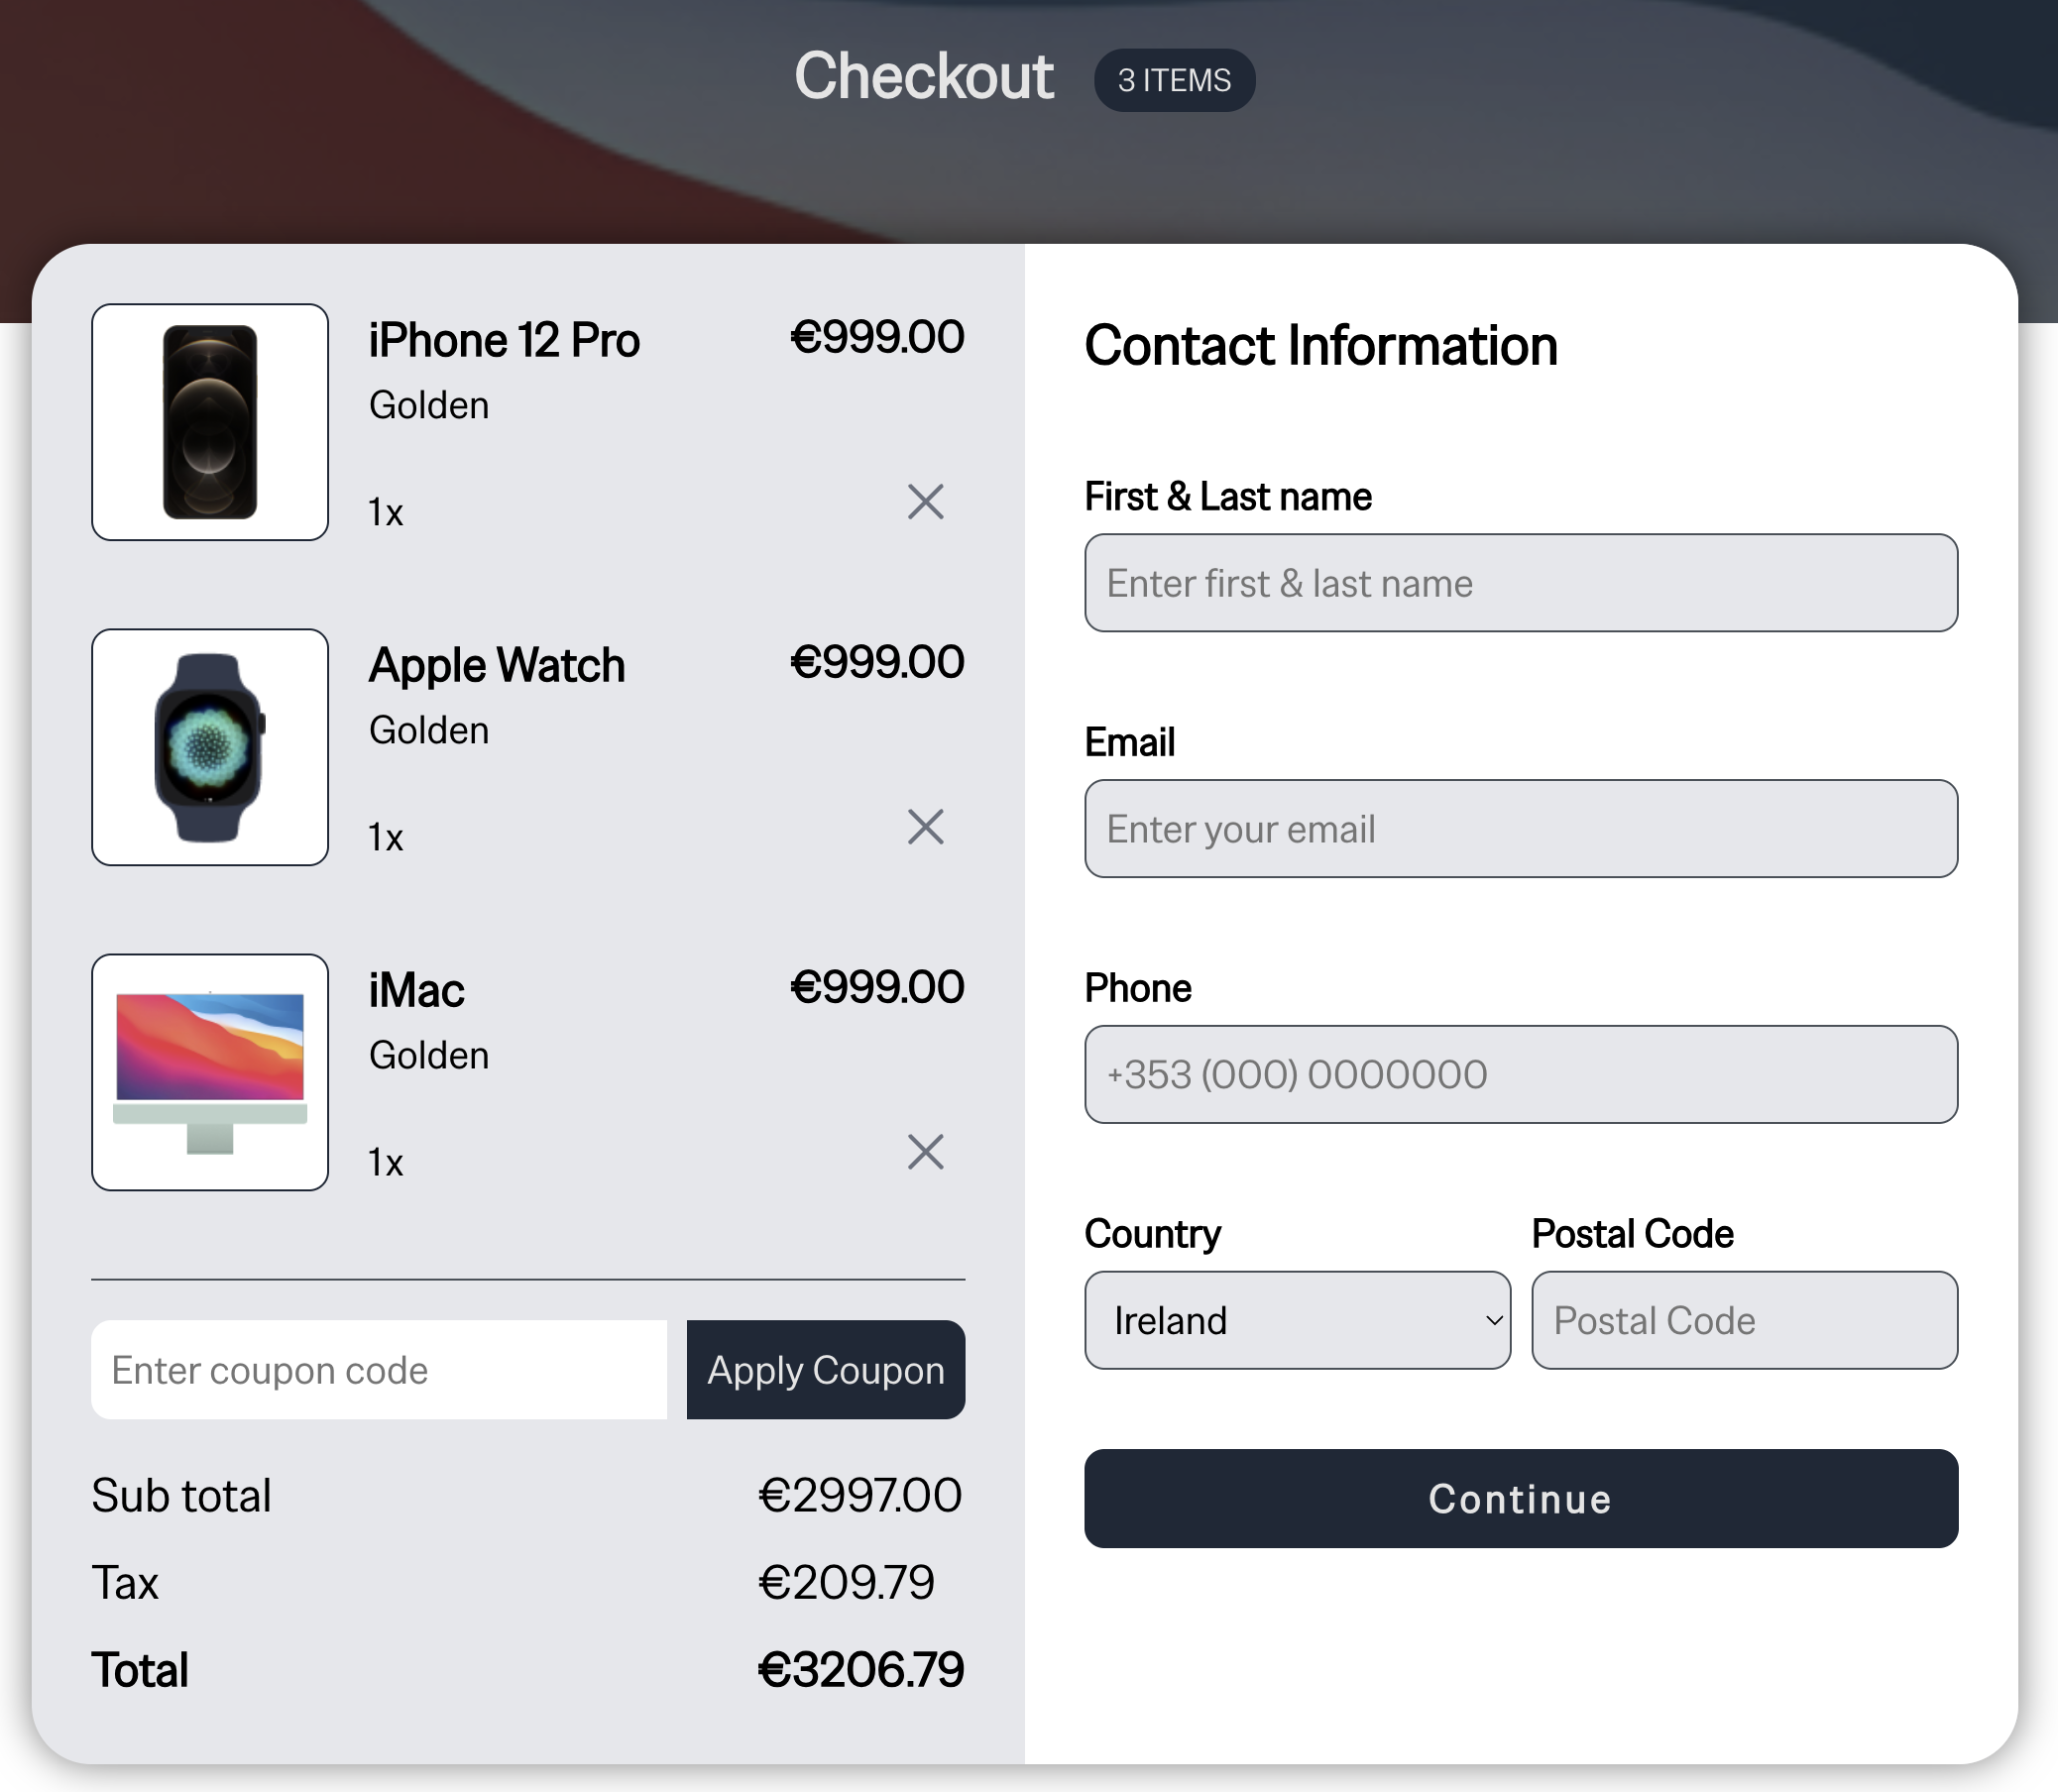 Checkout 3 ITEMS
iPhone 12 Pro €999.00
Golden
1x
Apple Watch €999.00
Golden
1x
iMac €999.00
Golden
1x
Enter coupon code Apply Coupon
Sub total €2997.00
Tax €209.79
Total €3206.79
Contact Information
First & Last name
Enter first & last name
Email
Enter your email
Phone
+353 (000) 0000000
Country Postal Code
Ireland Postal Code
Continue